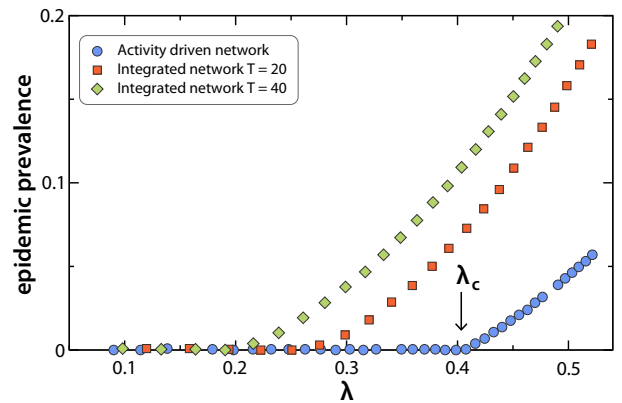 0.2
Activity driven network
Integrated network T = 20
Integrated network T = 40
epidemic prevalence
0.1
λc
0
0.1
0.2
0.3
0.4
0.5
λ